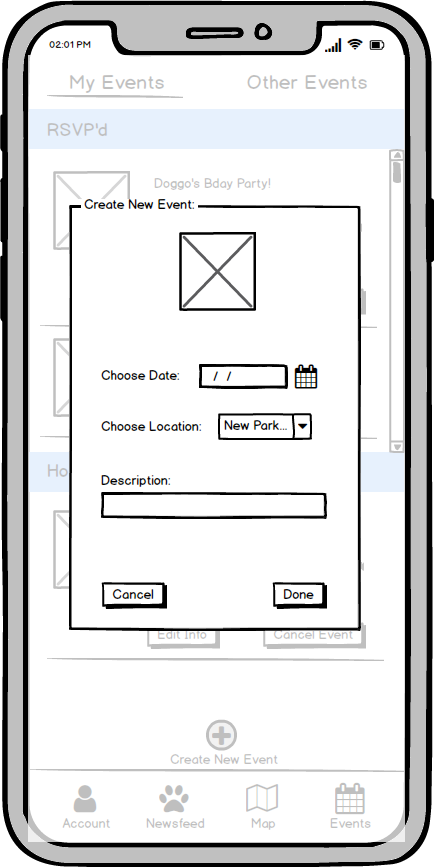 02:01 PM
My Events
Other Events
RSVP'd
Doggo's Bday Party!
Create New Event:
Choose Date:
/ /
Choose Location:
New Park...
Description:
Ho
Cancel
Done
Edit Info
Cancel Event
Create New Event
Account
Newsfeed
Map
Events